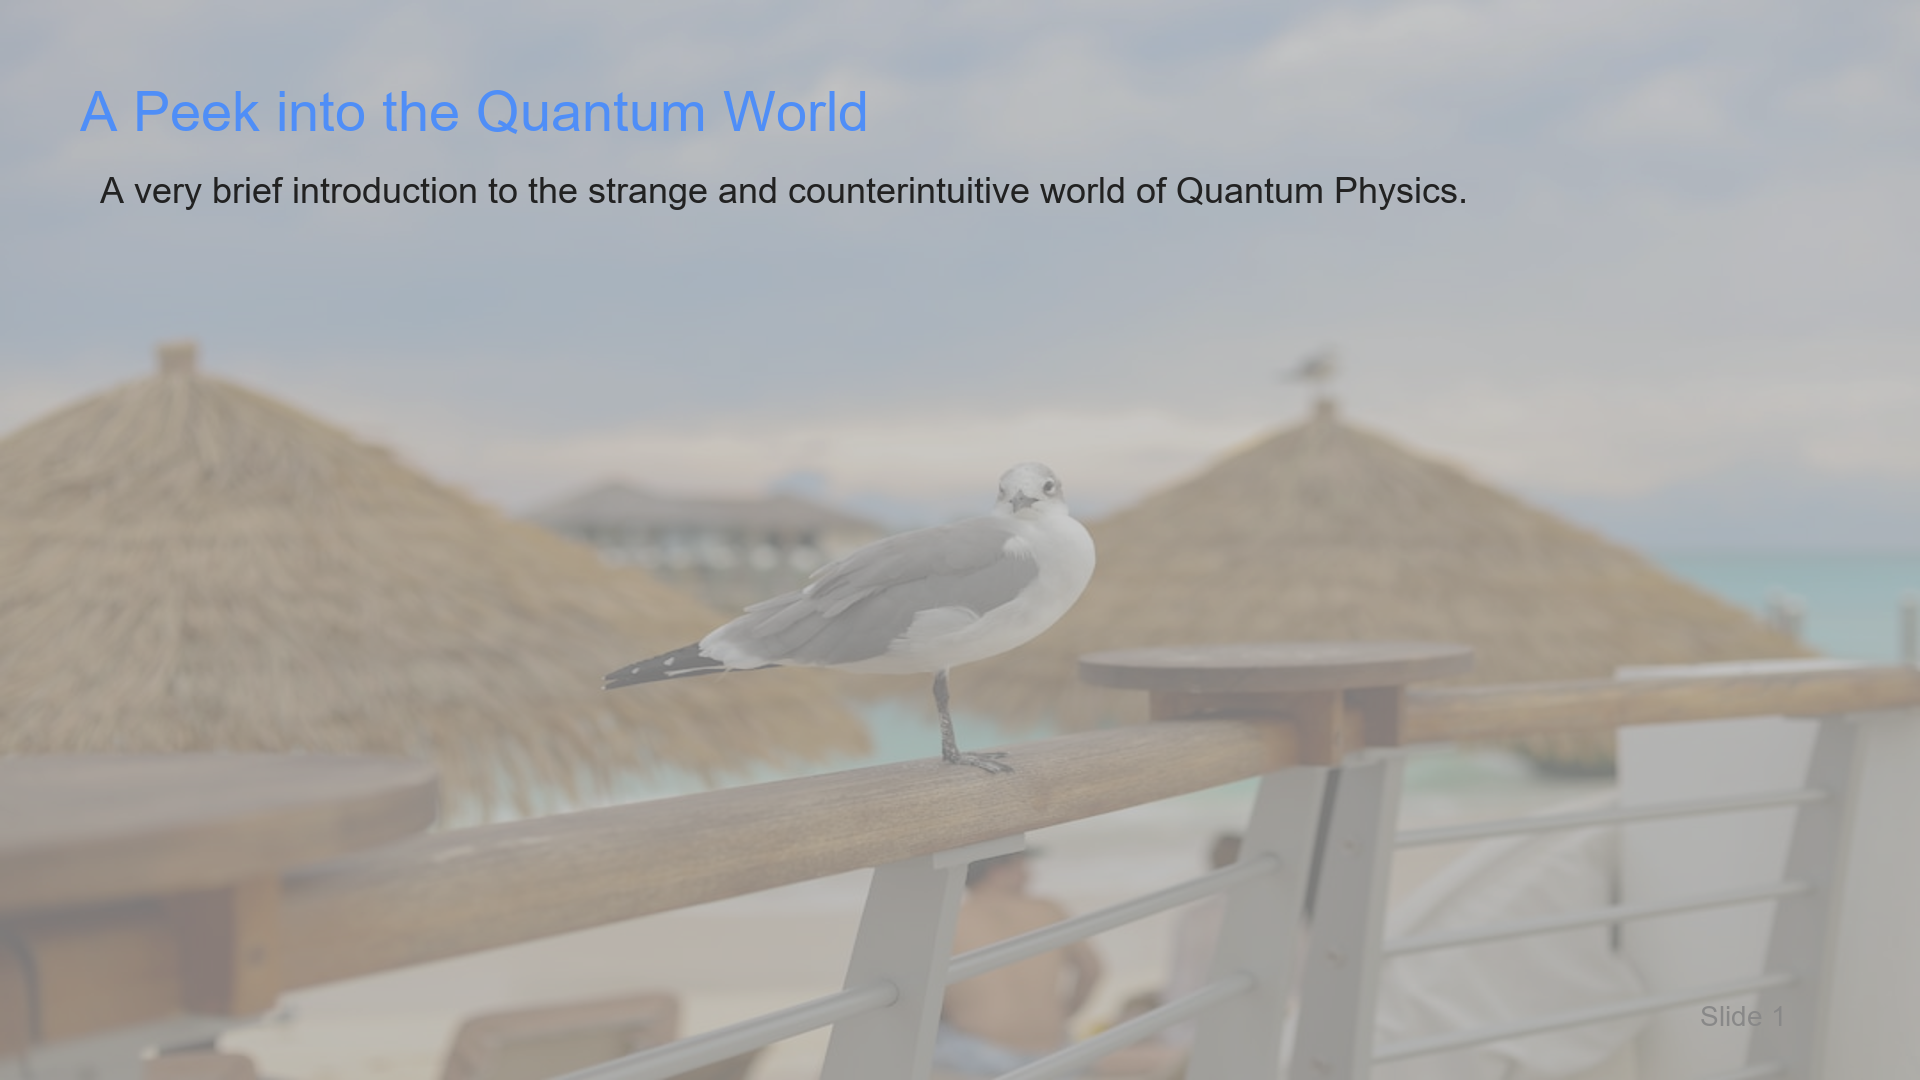 A Peek into the Quantum World
A very brief introduction to the strange and counterintuitive world of Quantum Physics.
Slide 1